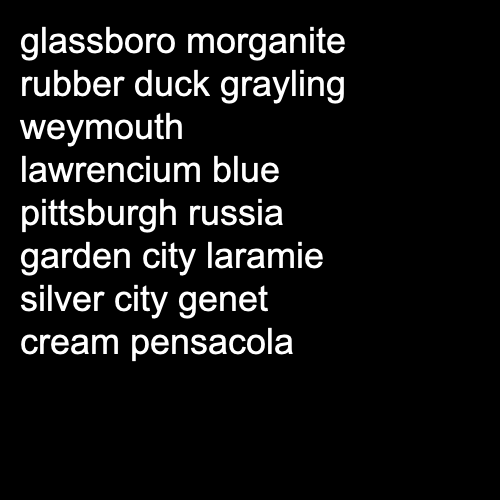 glassboro morganite
rubber duck grayling
weymouth
lawrencium blue
pittsburgh russia
garden city laramie
silver city genet
cream pensacola